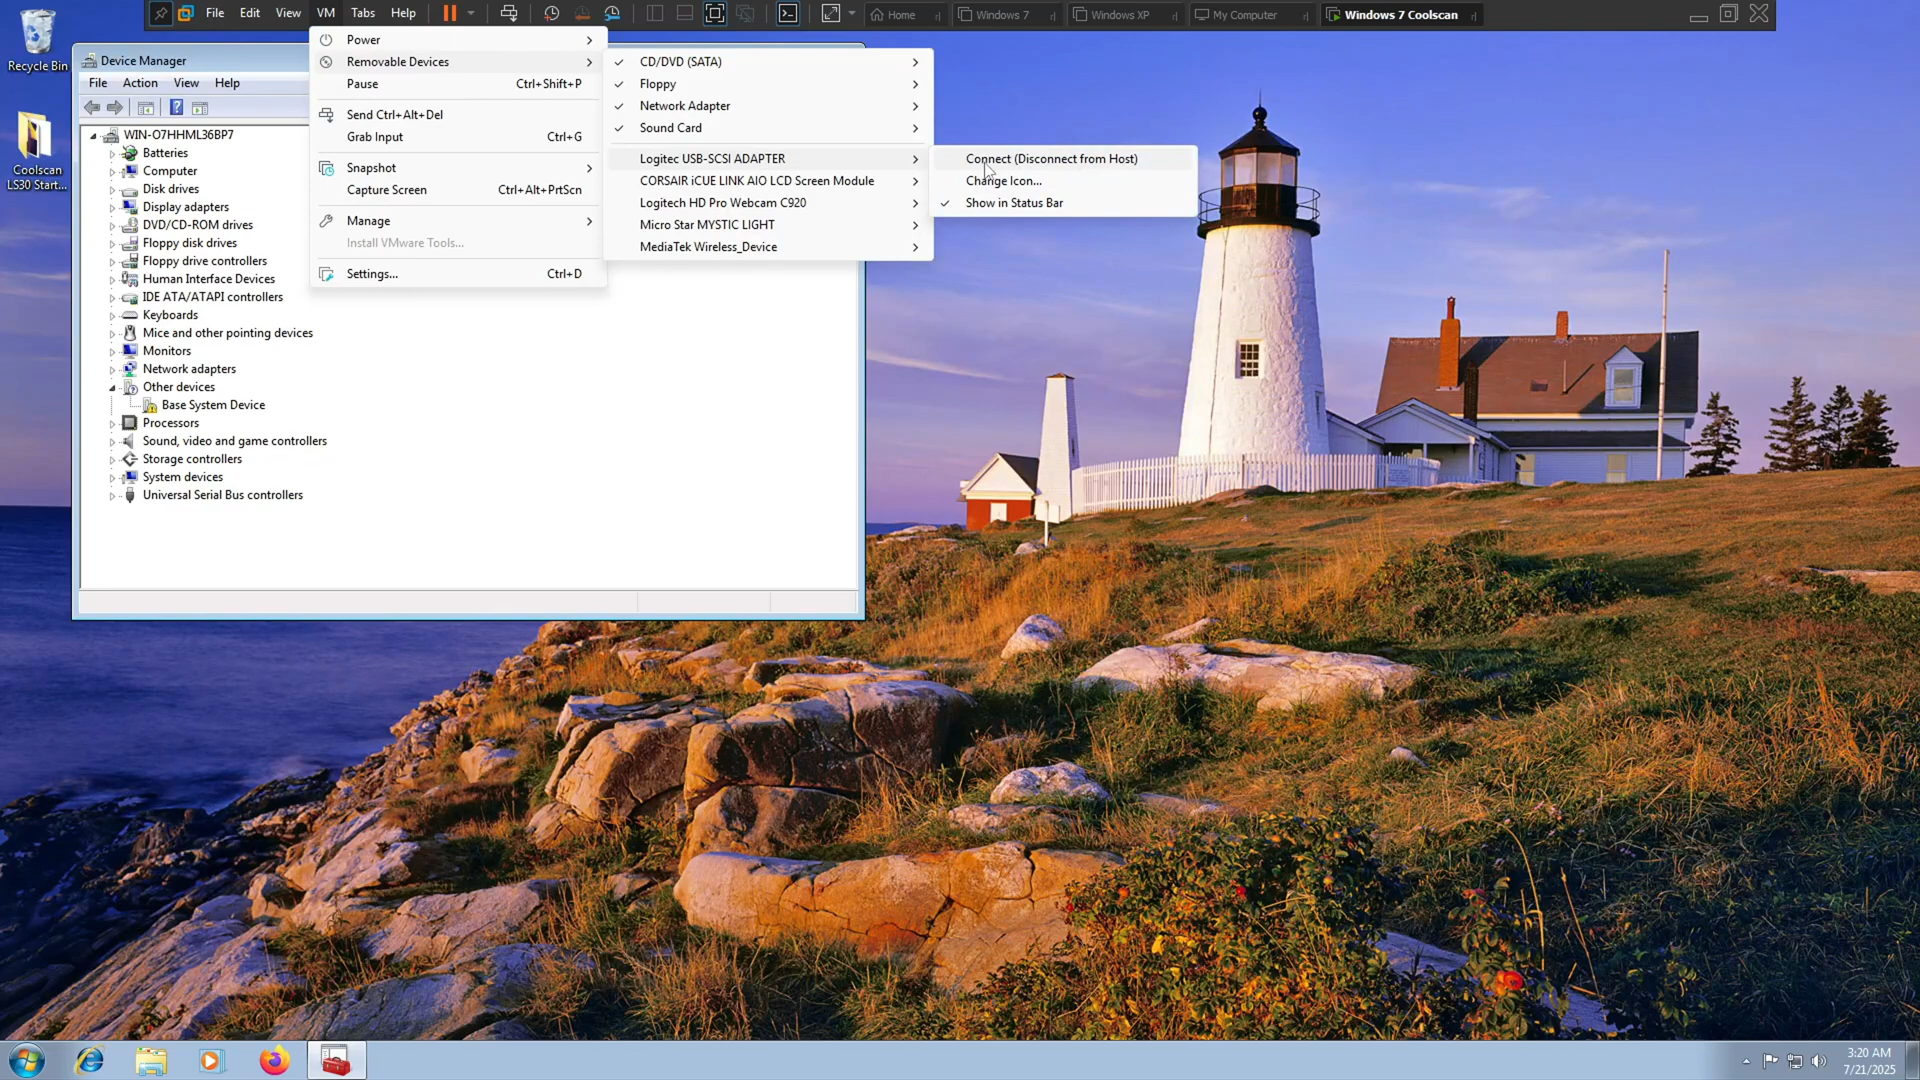 File Edit View VM Tabs Help
Home
Windows 7
Windows XP
My Computer
Windows 7 Coolscan
Recycle Bin
Coolscan
LS30 Start...
Device Manager
File Action View Help
WIN-O7HHML36BP7
Batteries
Computer
Disk drives
Display adapters
DVD/CD-ROM drives
Floppy disk drives
Floppy drive controllers
Human Interface Devices
IDE ATA/ATAPI controllers
Keyboards
Mice and other pointing devices
Monitors
Network adapters
Other devices
Base System Device
Processors
Sound, video and game controllers
Storage controllers
System devices
Universal Serial Bus controllers
Power
Removable Devices
Pause Ctrl+Shift+P
Send Ctrl+Alt+Del
Grab Input Ctrl+G
Snapshot
Capture Screen Ctrl+Alt+PrtScn
Manage
Install VMware Tools...
Settings... Ctrl+D
CD/DVD (SATA)
Floppy
Network Adapter
Sound Card
Logitec USB-SCSI ADAPTER
CORSAIR iCUE LINK AIO LCD Screen Module
Logitech HD Pro Webcam C920
Micro Star MYSTIC LIGHT
MediaTek Wireless_Device
Connect (Disconnect from Host)
Change Icon...
Show in Status Bar
3:20 AM
7/21/2025